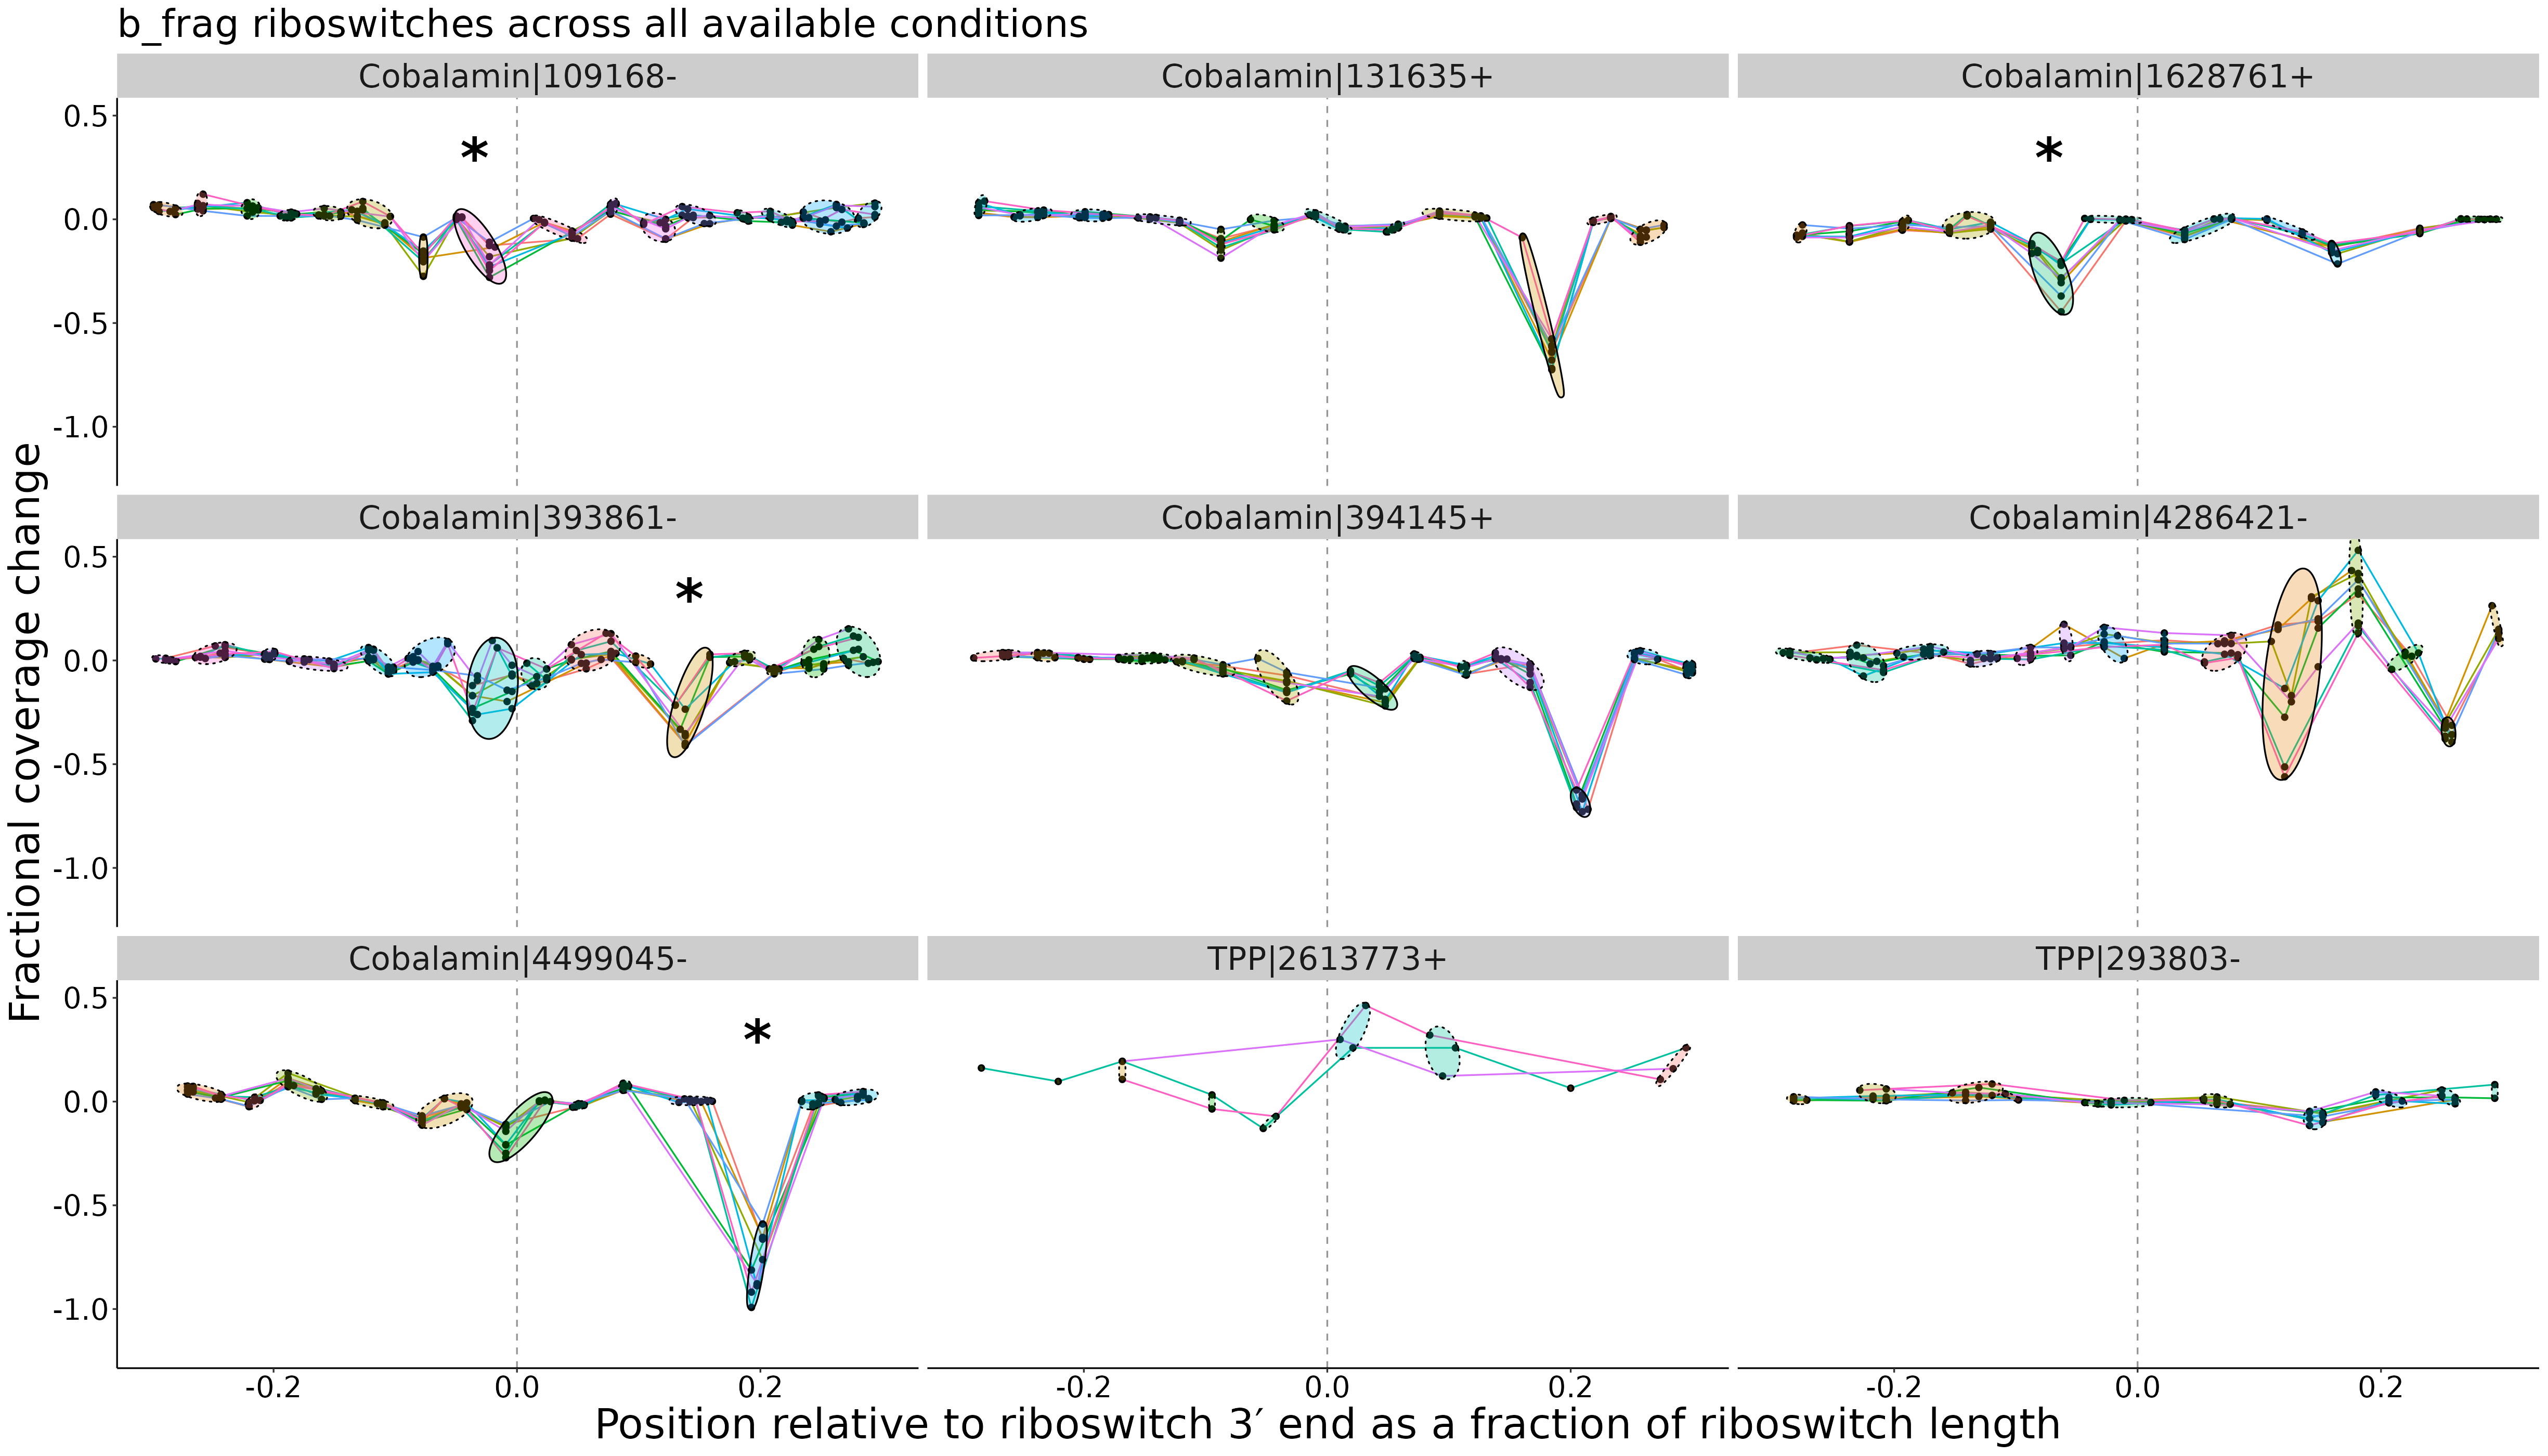 b_frag riboswitches across all available conditions
Cobalamin|109168-
Cobalamin|131635+
Cobalamin|1628761+
0.5
0.0
-0.5
-1.0
*
*
Cobalamin|393861-
Cobalamin|394145+
Cobalamin|4286421-
0.5
0.0
-0.5
-1.0
*
Cobalamin|4499045-
TPP|2613773+
TPP|293803-
0.5
0.0
-0.5
-1.0
*
-0.2 0.0 0.2
-0.2 0.0 0.2
-0.2 0.0 0.2
Fractional coverage change
Position relative to riboswitch 3′ end as a fraction of riboswitch length